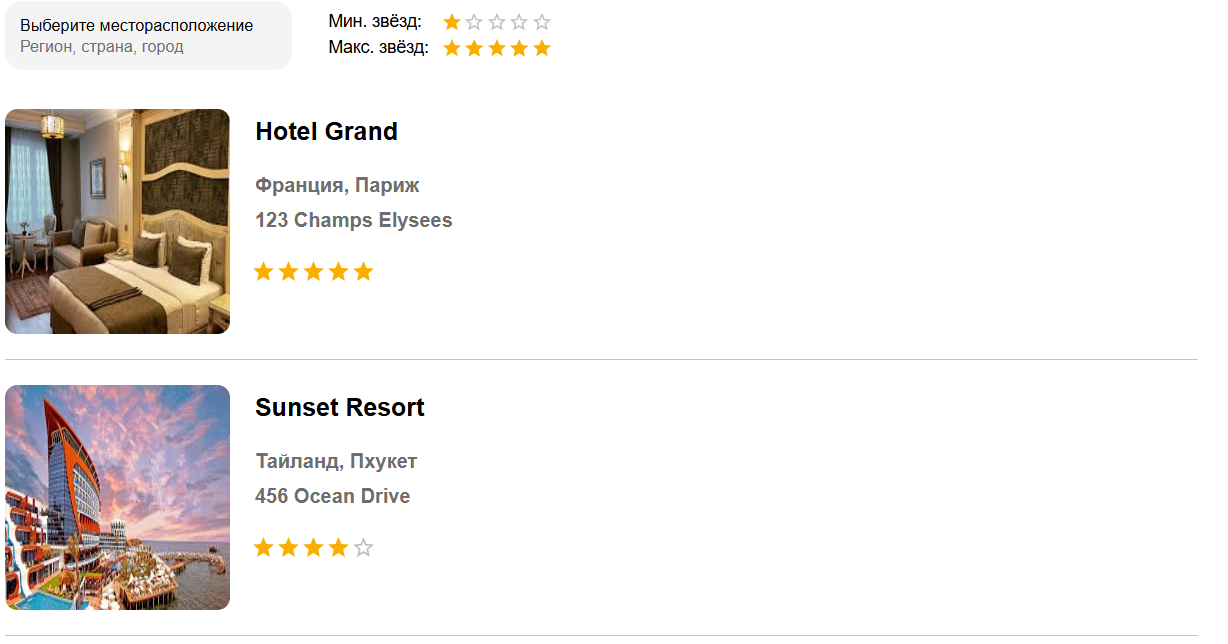 Выберите месторасположение
Регион, страна, город
Мин. звёзд:
Макс. звёзд:
Hotel Grand
Франция, Париж
123 Champs Elysees
Sunset Resort
Тайланд, Пхукет
456 Ocean Drive